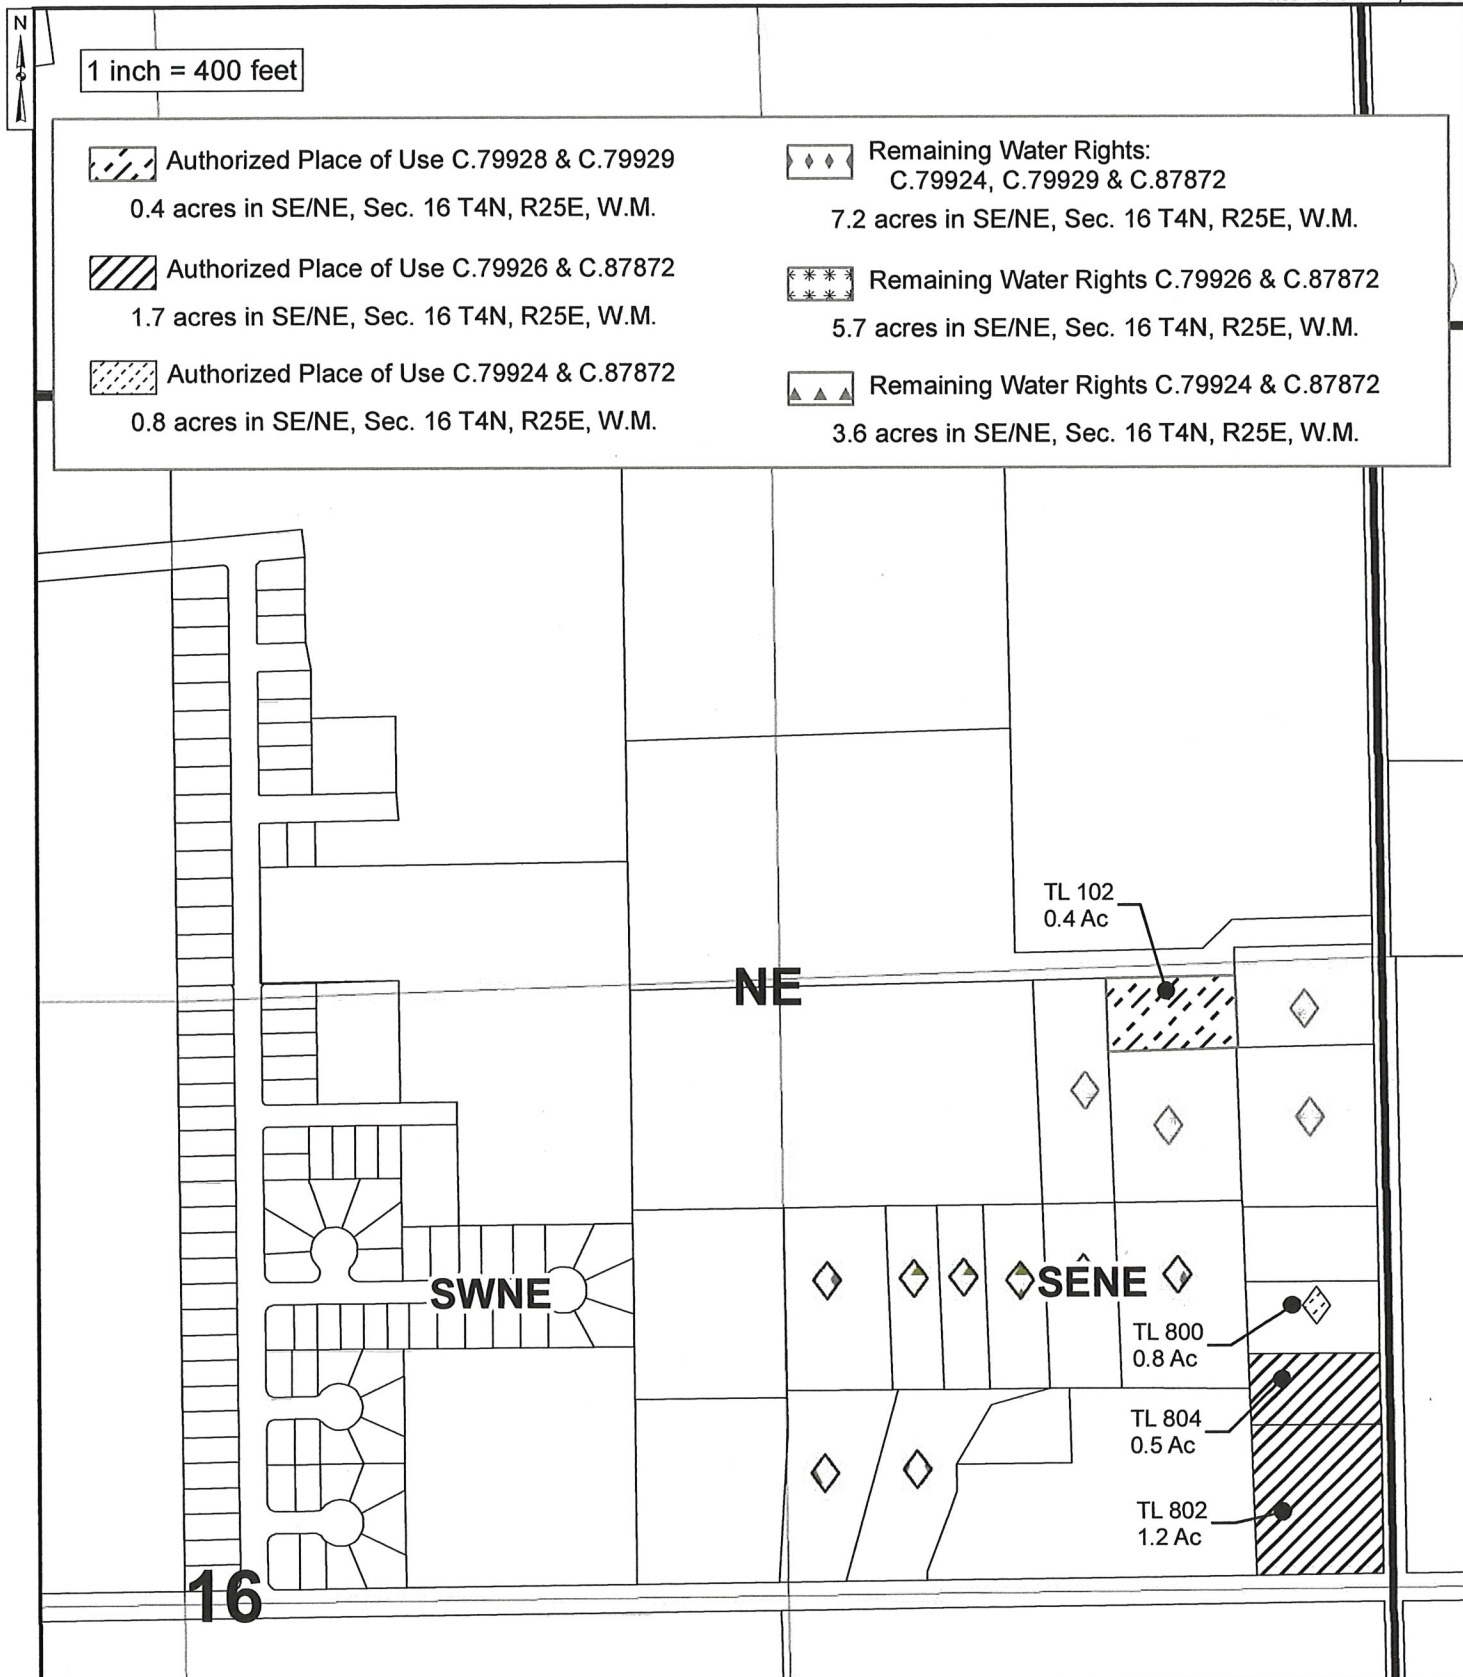 N
1 inch = 400 feet
Authorized Place of Use C.79928 & C.79929
0.4 acres in SE/NE, Sec. 16 T4N, R25E, W.M.
Authorized Place of Use C.79926 & C.87872
1.7 acres in SE/NE, Sec. 16 T4N, R25E, W.M.
Authorized Place of Use C.79924 & C.87872
0.8 acres in SE/NE, Sec. 16 T4N, R25E, W.M.
Remaining Water Rights:
C.79924, C.79929 & C.87872
7.2 acres in SE/NE, Sec. 16 T4N, R25E, W.M.
Remaining Water Rights C.79926 & C.87872
5.7 acres in SE/NE, Sec. 16 T4N, R25E, W.M.
Remaining Water Rights C.79924 & C.87872
3.6 acres in SE/NE, Sec. 16 T4N, R25E, W.M.
TL 102
0.4 Ac
NE
SWNE
SENE
TL 800
0.8 Ac
TL 804
0.5 Ac
TL 802
1.2 Ac
16